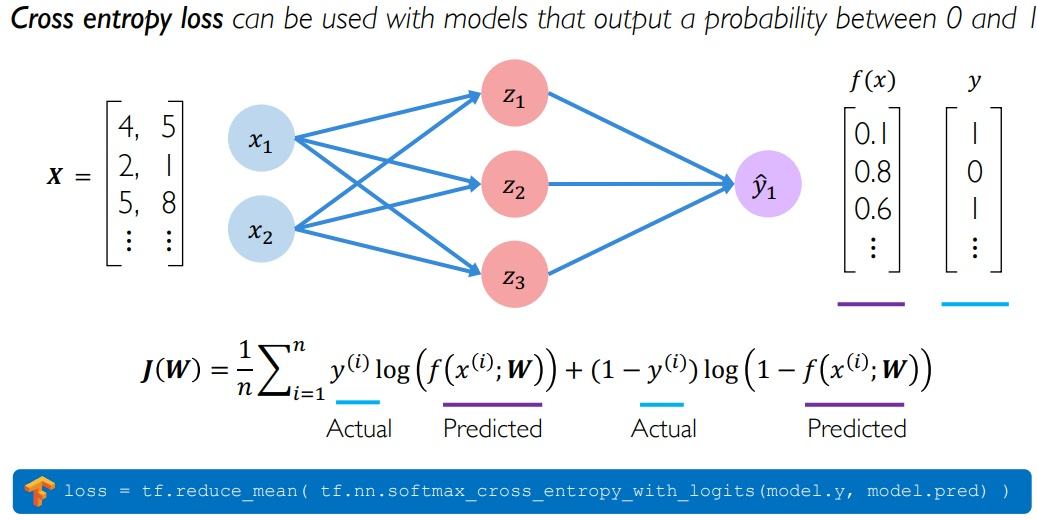 Cross entropy loss can be used with models that output a probability between 0 and 1
f(x) y
X = [4, 5
2, 1
5, 8
⋮ ⋮]
x₁
x₂
z₁
z₂
z₃
ŷ₁
[0.1
0.8
0.6
⋮]
[1
0
1
⋮]
J(W) = 1/n ∑ⁿᵢ₌₁ y⁽ⁱ⁾ log(f(x⁽ⁱ⁾; W)) + (1 − y⁽ⁱ⁾) log(1 − f(x⁽ⁱ⁾; W))
Actual Predicted Actual Predicted
loss = tf.reduce_mean( tf.nn.softmax_cross_entropy_with_logits(model.y, model.pred) )